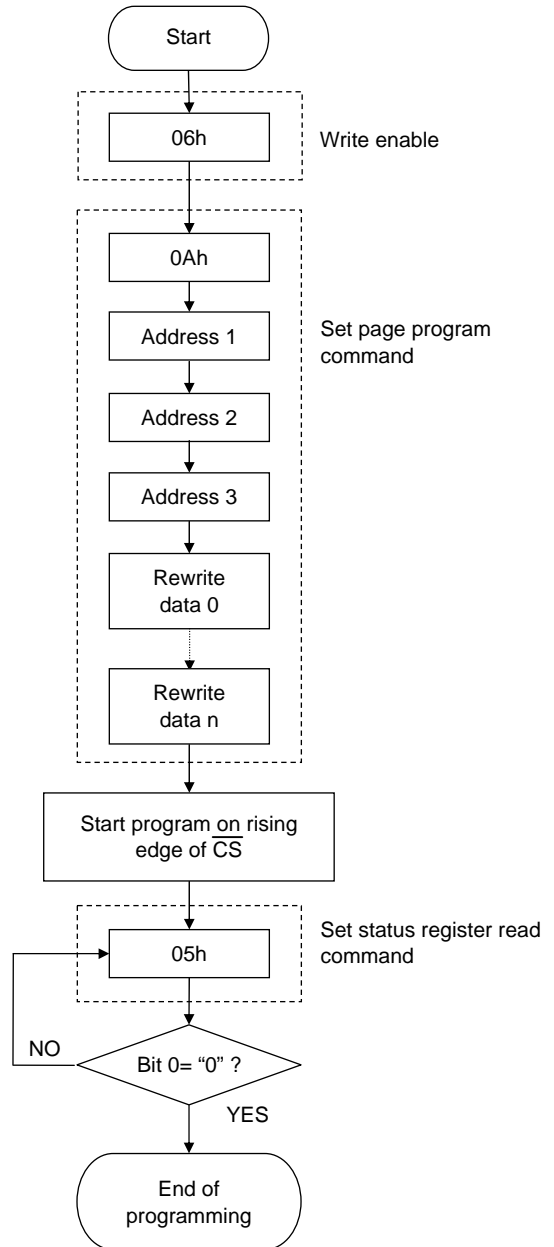 Start
06h
Write enable
0Ah
Address 1
Set page program
command
Address 2
Address 3
Rewrite
data 0
Rewrite
data n
Start program on rising
edge of C̅S̅
Set status register read
command
05h
NO
Bit 0= “0” ?
YES
End of
programming